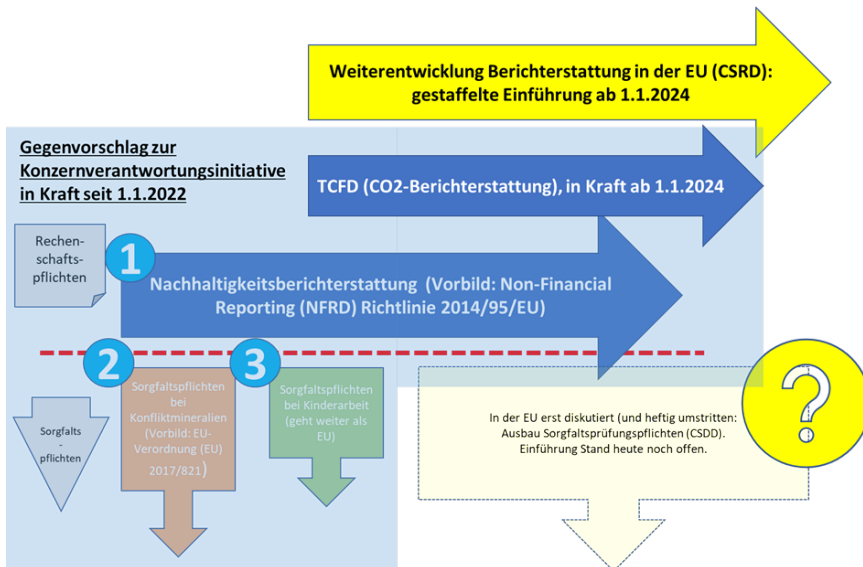 Weiterentwicklung Berichterstattung in der EU (CSRD):
gestaffelte Einführung ab 1.1.2024
Gegenvorschlag zur
Konzernverantwortungsinitiative
in Kraft seit 1.1.2022
TCFD (CO2-Berichterstattung), in Kraft ab 1.1.2024
Rechen-
schafts-
pflichten
1
Nachhaltigkeitsberichterstattung (Vorbild: Non-Financial
Reporting (NFRD) Richtlinie 2014/95/EU)
2
3
Sorgfalts
-
pflichten
Sorgfaltspflichten
bei
Konfliktmineralien
(Vorbild: EU-
Verordnung (EU)
2017/821)
Sorgfaltspflichten
bei Kinderarbeit
(geht weiter als
EU)
In der EU erst diskutiert (und heftig umstritten:
Ausbau Sorgfaltsprüfungspflichten (CSDD).
Einführung Stand heute noch offen.
?